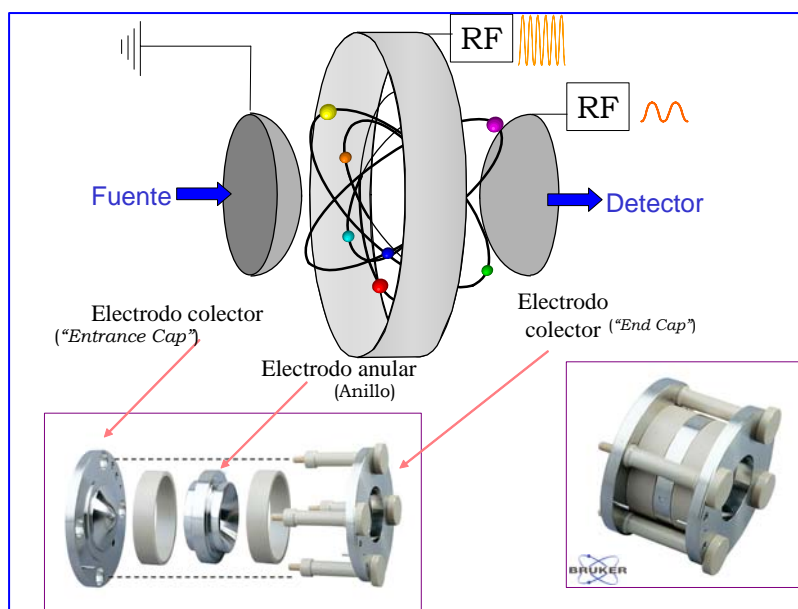 RF
RF
Fuente
Detector
Electrodo colector
(“Entrance Cap”)
Electrodo
colector (“End Cap”)
Electrodo anular
(Anillo)
BRUKER